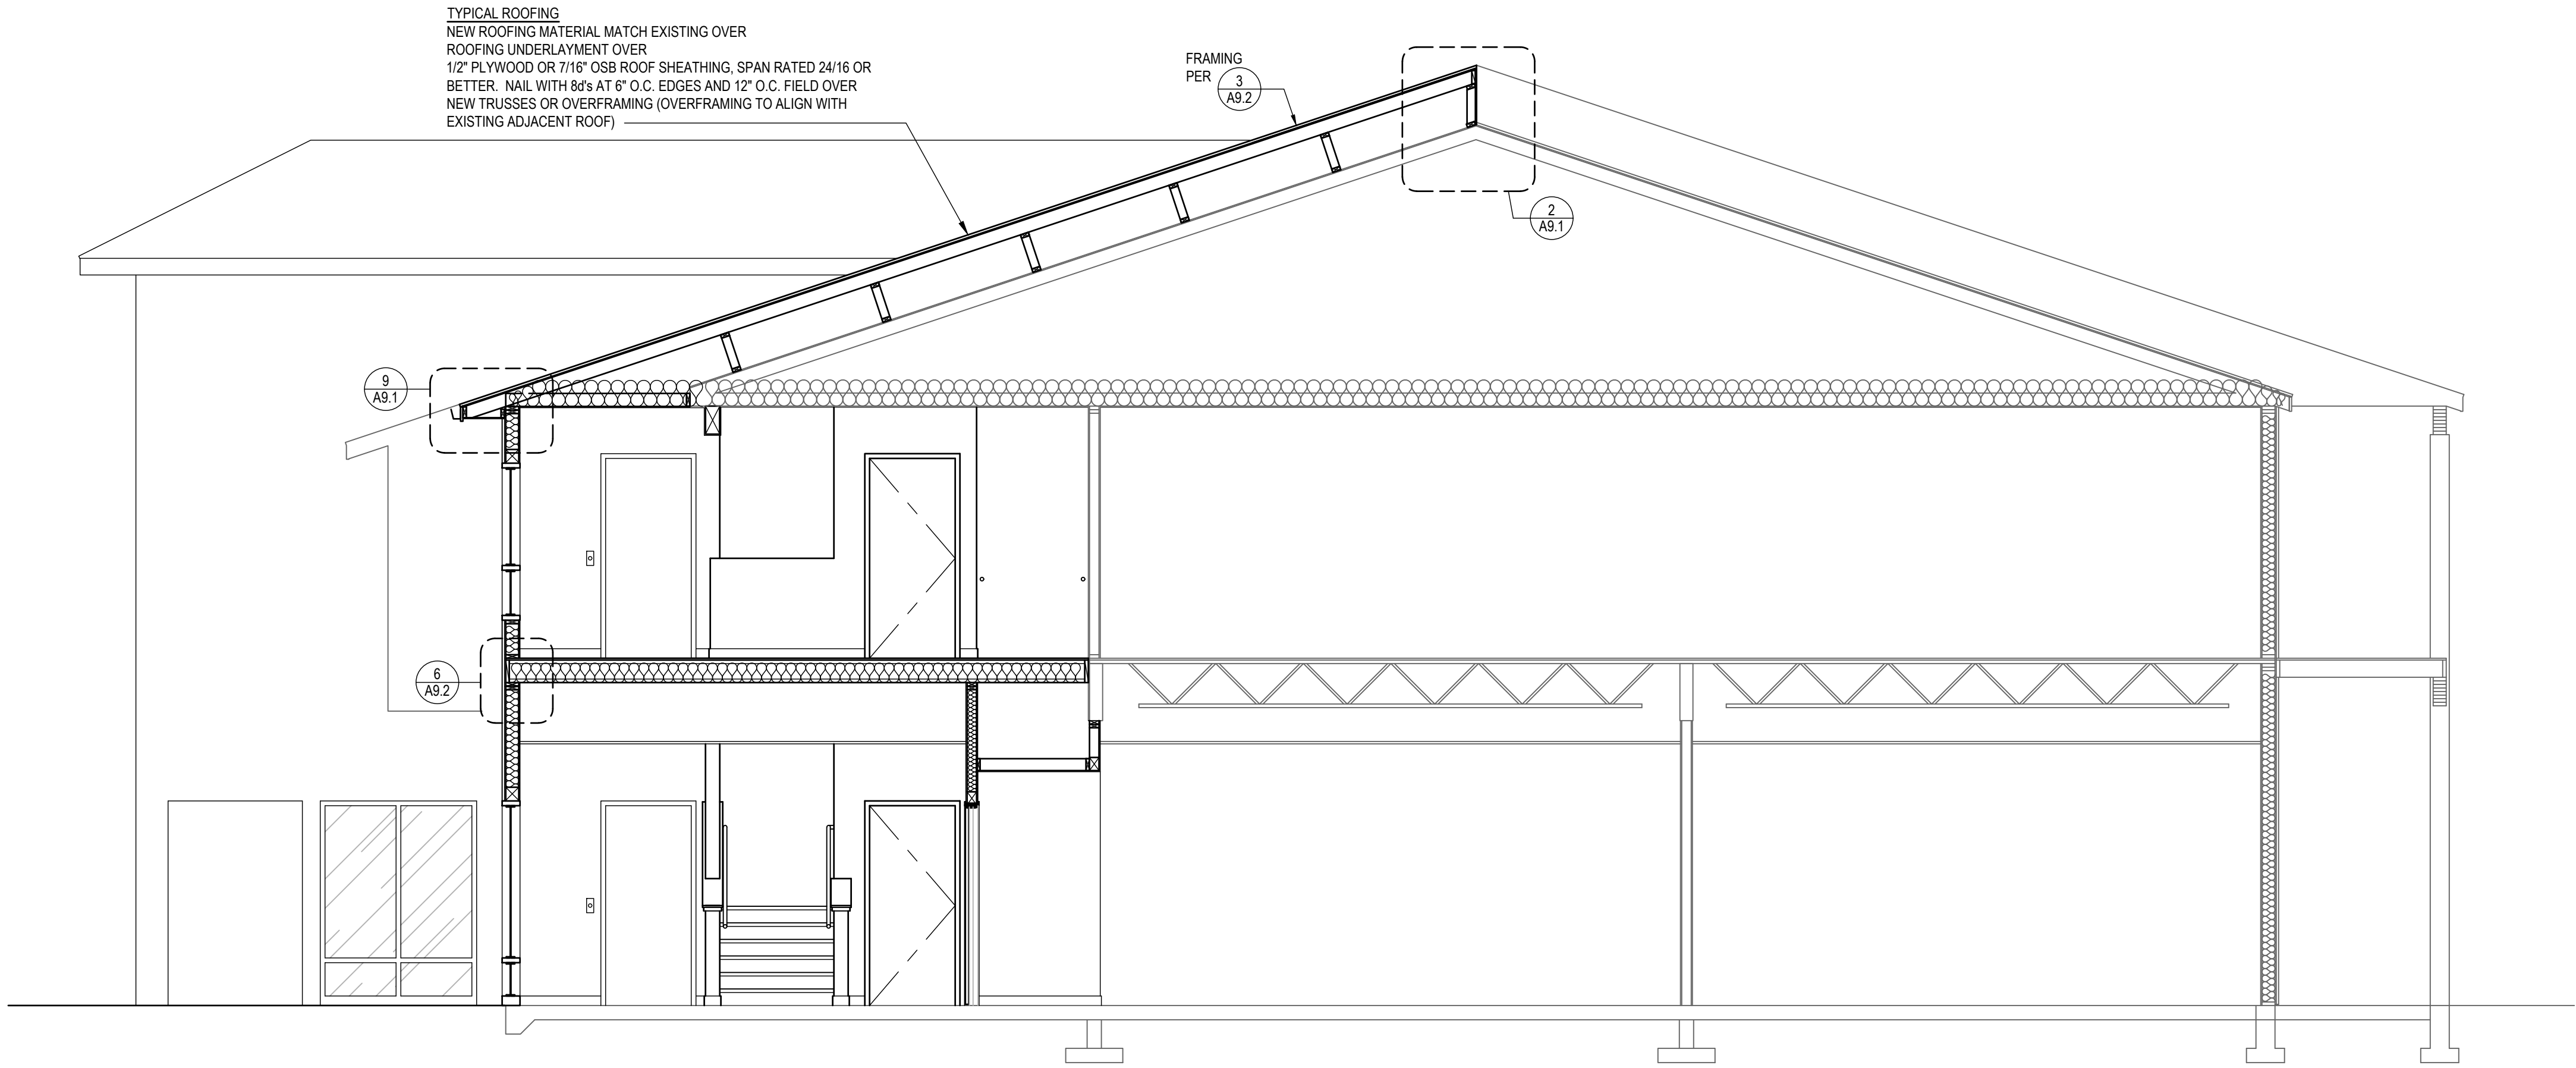 TYPICAL ROOFING
NEW ROOFING MATERIAL MATCH EXISTING OVER
ROOFING UNDERLAYMENT OVER
1/2" PLYWOOD OR 7/16" OSB ROOF SHEATHING, SPAN RATED 24/16 OR
BETTER. NAIL WITH 8d's AT 6" O.C. EDGES AND 12" O.C. FIELD OVER
NEW TRUSSES OR OVERFRAMING (OVERFRAMING TO ALIGN WITH
EXISTING ADJACENT ROOF)
FRAMING
PER
3
A9.2
2
A9.1
9
A9.1
6
A9.2